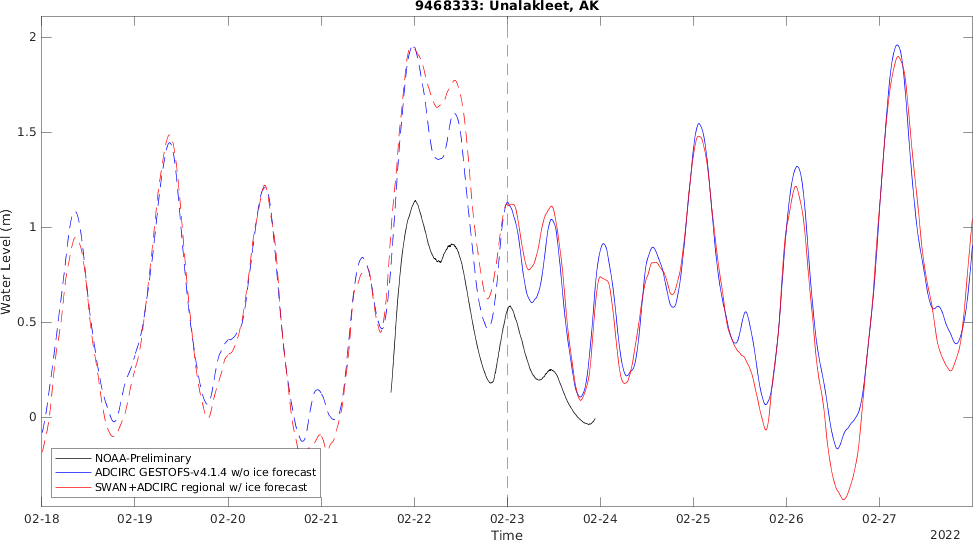 9468333: Unalakleet, AK
Water Level (m)
2
1.5
1
0.5
0
NOAA-Preliminary
ADCIRC GESTOFS-v4.1.4 w/o ice forecast
SWAN+ADCIRC regional w/ ice forecast
02-18 02-19 02-20 02-21 02-22 02-23 02-24 02-25 02-26 02-27
Time
2022